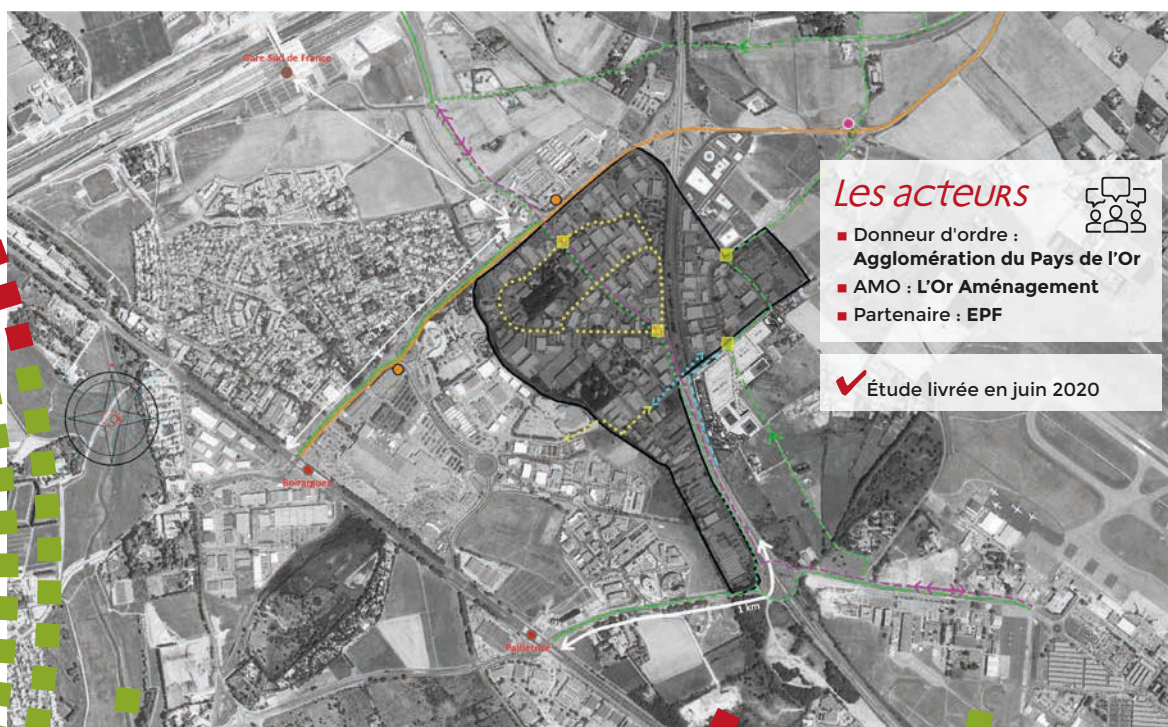 Gare Sud de France
Les acteurs
Donneur d'ordre :
Agglomération du Pays de l'Or
AMO : L'Or Aménagement
Partenaire : EPF
Étude livrée en juin 2020
Boirargues
1 km